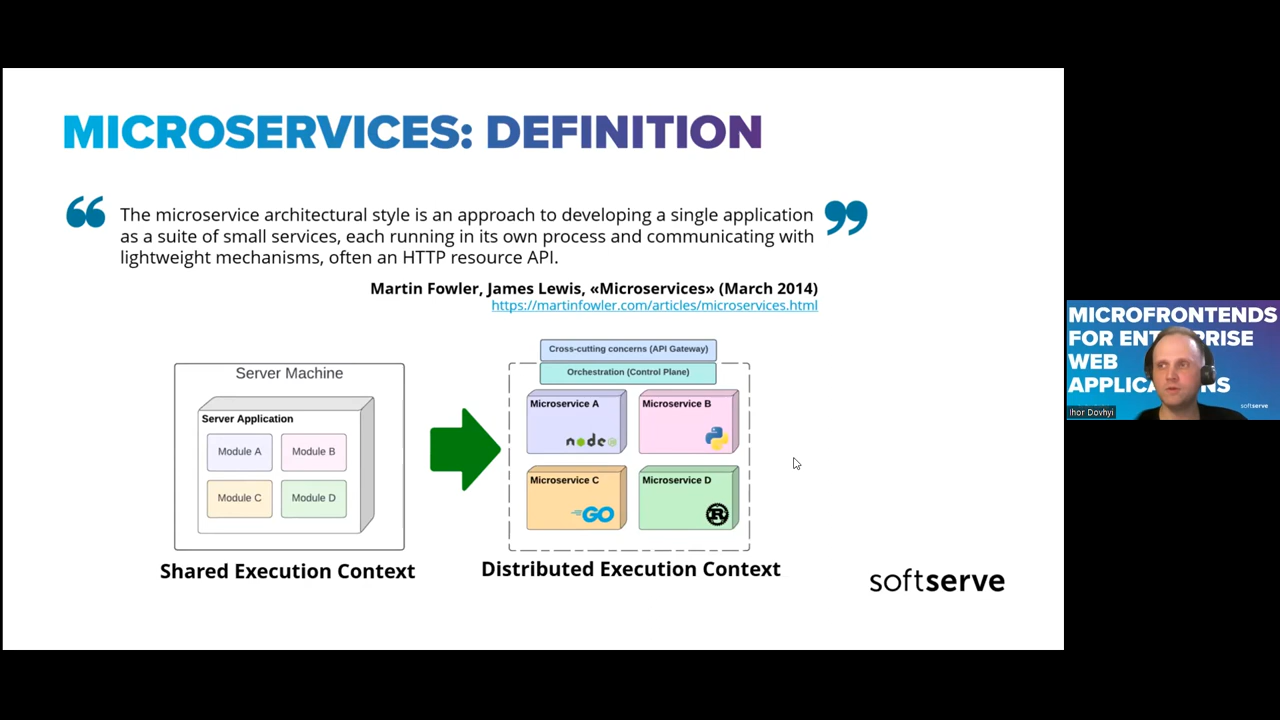 MICROSERVICES: DEFINITION
“ The microservice architectural style is an approach to developing a single application ”
as a suite of small services, each running in its own process and communicating with
lightweight mechanisms, often an HTTP resource API.
Martin Fowler, James Lewis, «Microservices» (March 2014)
https://martinfowler.com/articles/microservices.html
Server Machine
Server Application
Module A
Module B
Module C
Module D
Shared Execution Context
Cross-cutting concerns (API Gateway)
Orchestration (Control Plane)
Microservice A
node
Microservice B
Microservice C
GO
Microservice D
R
Distributed Execution Context
softserve
MICROFRONTENDS
FOR ENTERPRISE
WEB
APPLICATIONS
softserve
Ihor Dovhyi